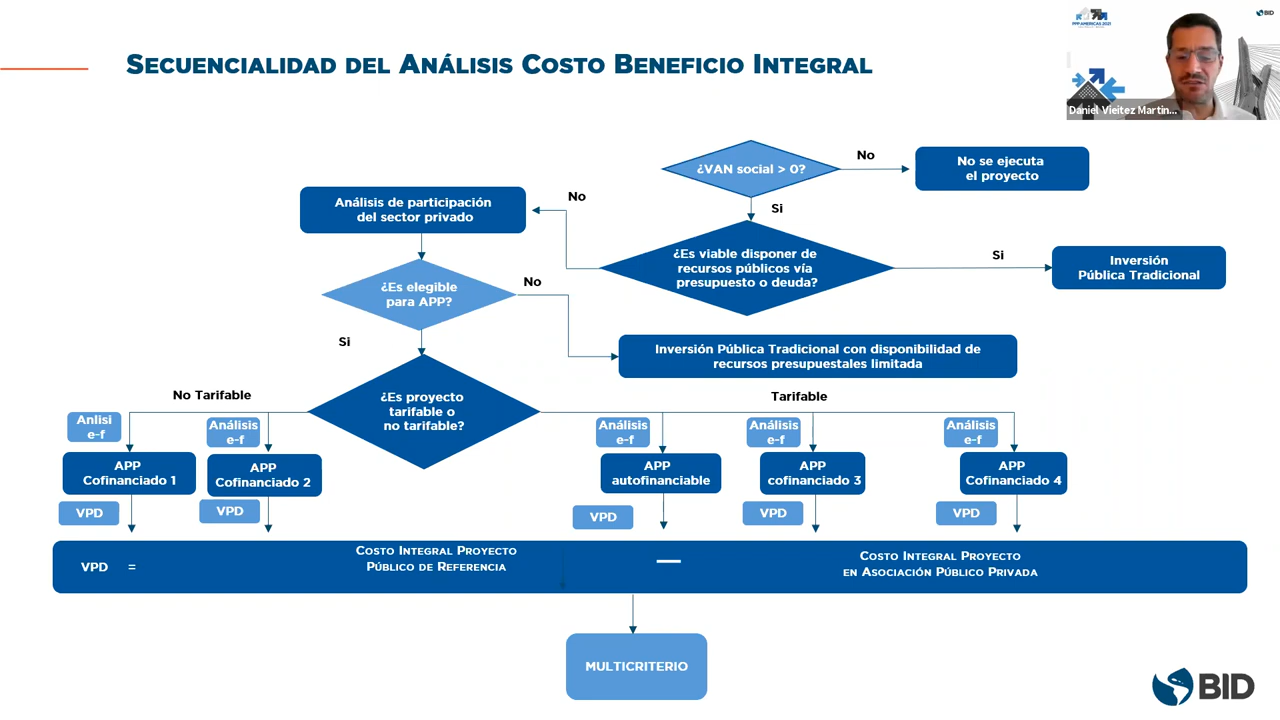 PPP AMERICAS 2021
BID
Daniel Vieitez Martin...
Secuencialidad del Análisis Costo Beneficio Integral
¿VAN social > 0?
No
No se ejecuta
el proyecto
Si
Análisis de participación
del sector privado
No
¿Es viable disponer de
recursos públicos vía
presupuesto o deuda?
Si
Inversión
Pública Tradicional
¿Es elegible
para APP?
No
Si
Inversión Pública Tradicional con disponibilidad de
recursos presupuestales limitada
¿Es proyecto
tarifable o
no tarifable?
No Tarifable
Tarifable
Anlisi
e-f
Análisis
e-f
Análisis
e-f
Análisis
e-f
Análisis
e-f
APP
Cofinanciado 1
APP
Cofinanciado 2
APP
autofinanciable
APP
cofinanciado 3
APP
Cofinanciado 4
VPD
VPD
VPD
VPD
VPD
VPD =
Costo Integral Proyecto
Público de Referencia
—
Costo Integral Proyecto
en Asociación Público Privada
MULTICRITERIO
BID